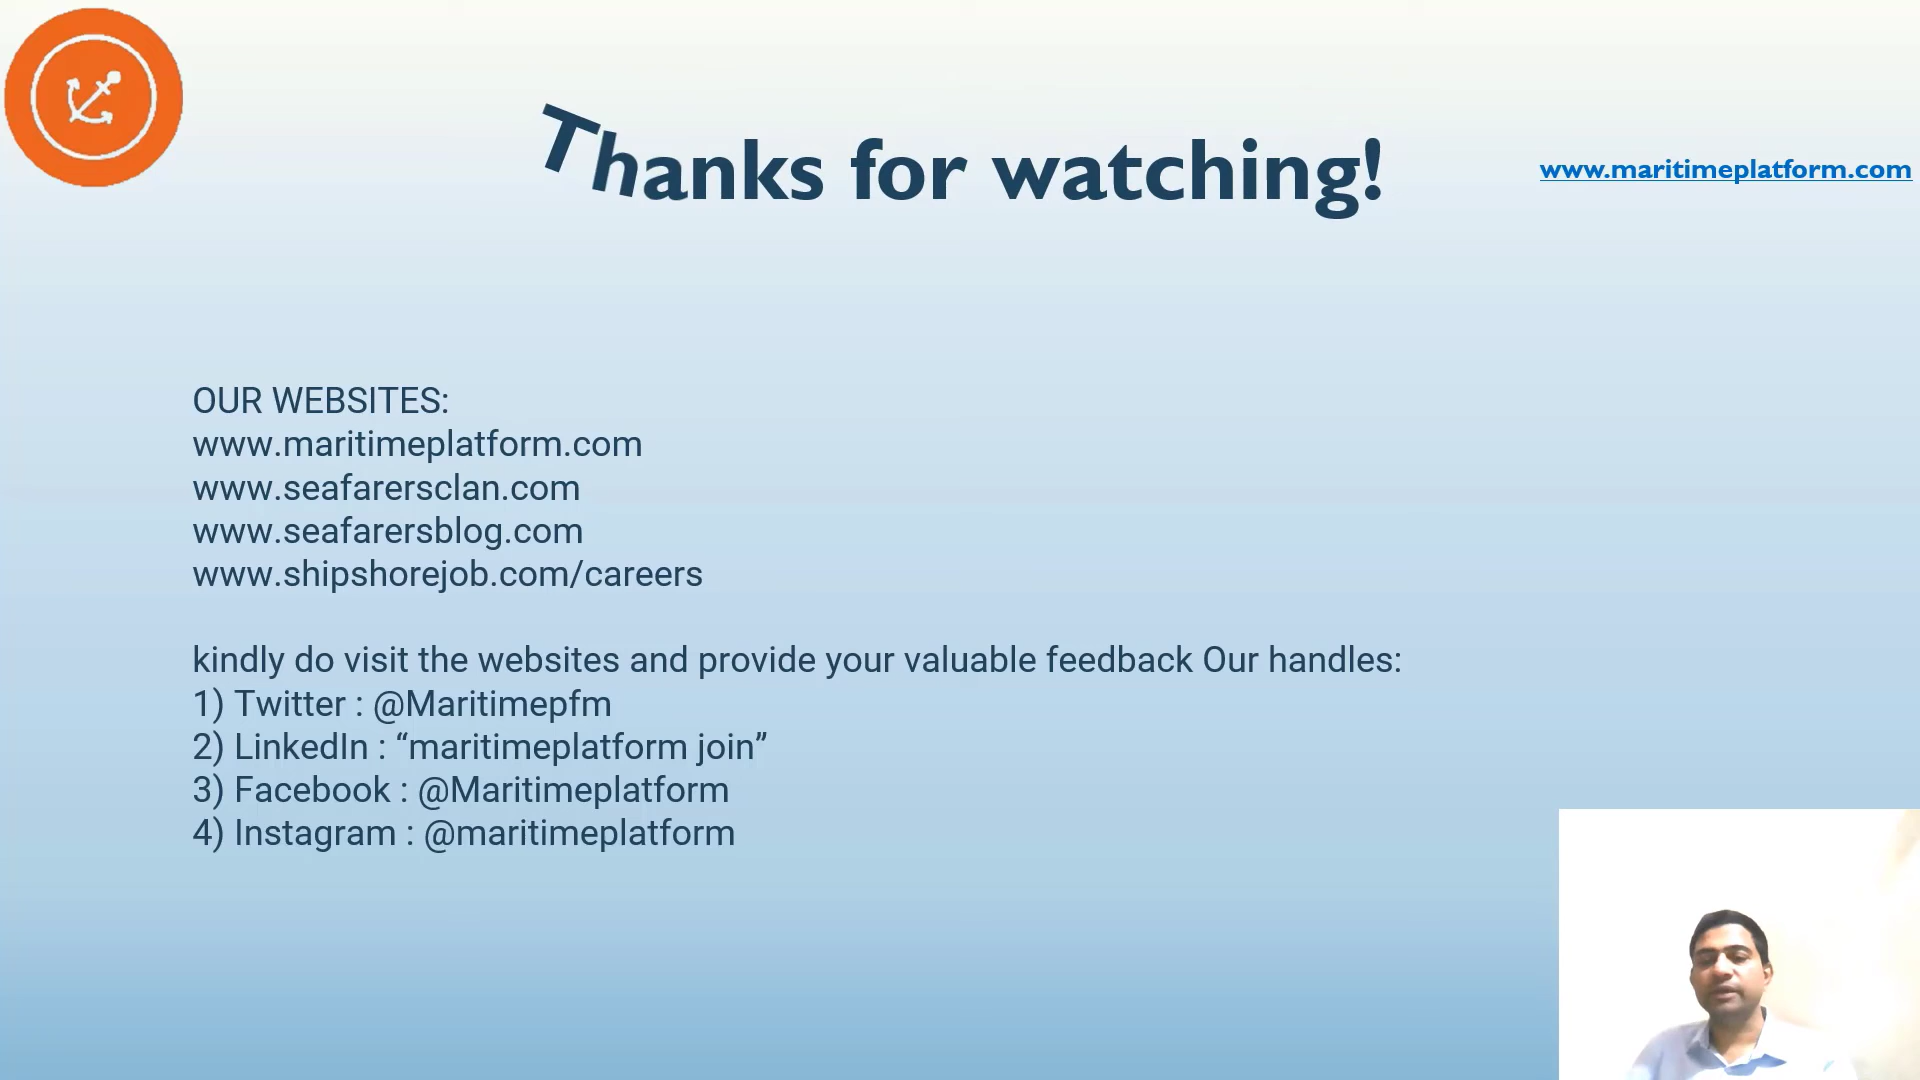 Thanks for watching!
www.maritimeplatform.com
OUR WEBSITES:
www.maritimeplatform.com
www.seafarersclan.com
www.seafarersblog.com
www.shipshorejob.com/careers
kindly do visit the websites and provide your valuable feedback Our handles:
1) Twitter : @Maritimepfm
2) LinkedIn : “maritimeplatform join”
3) Facebook : @Maritimeplatform
4) Instagram : @maritimeplatform